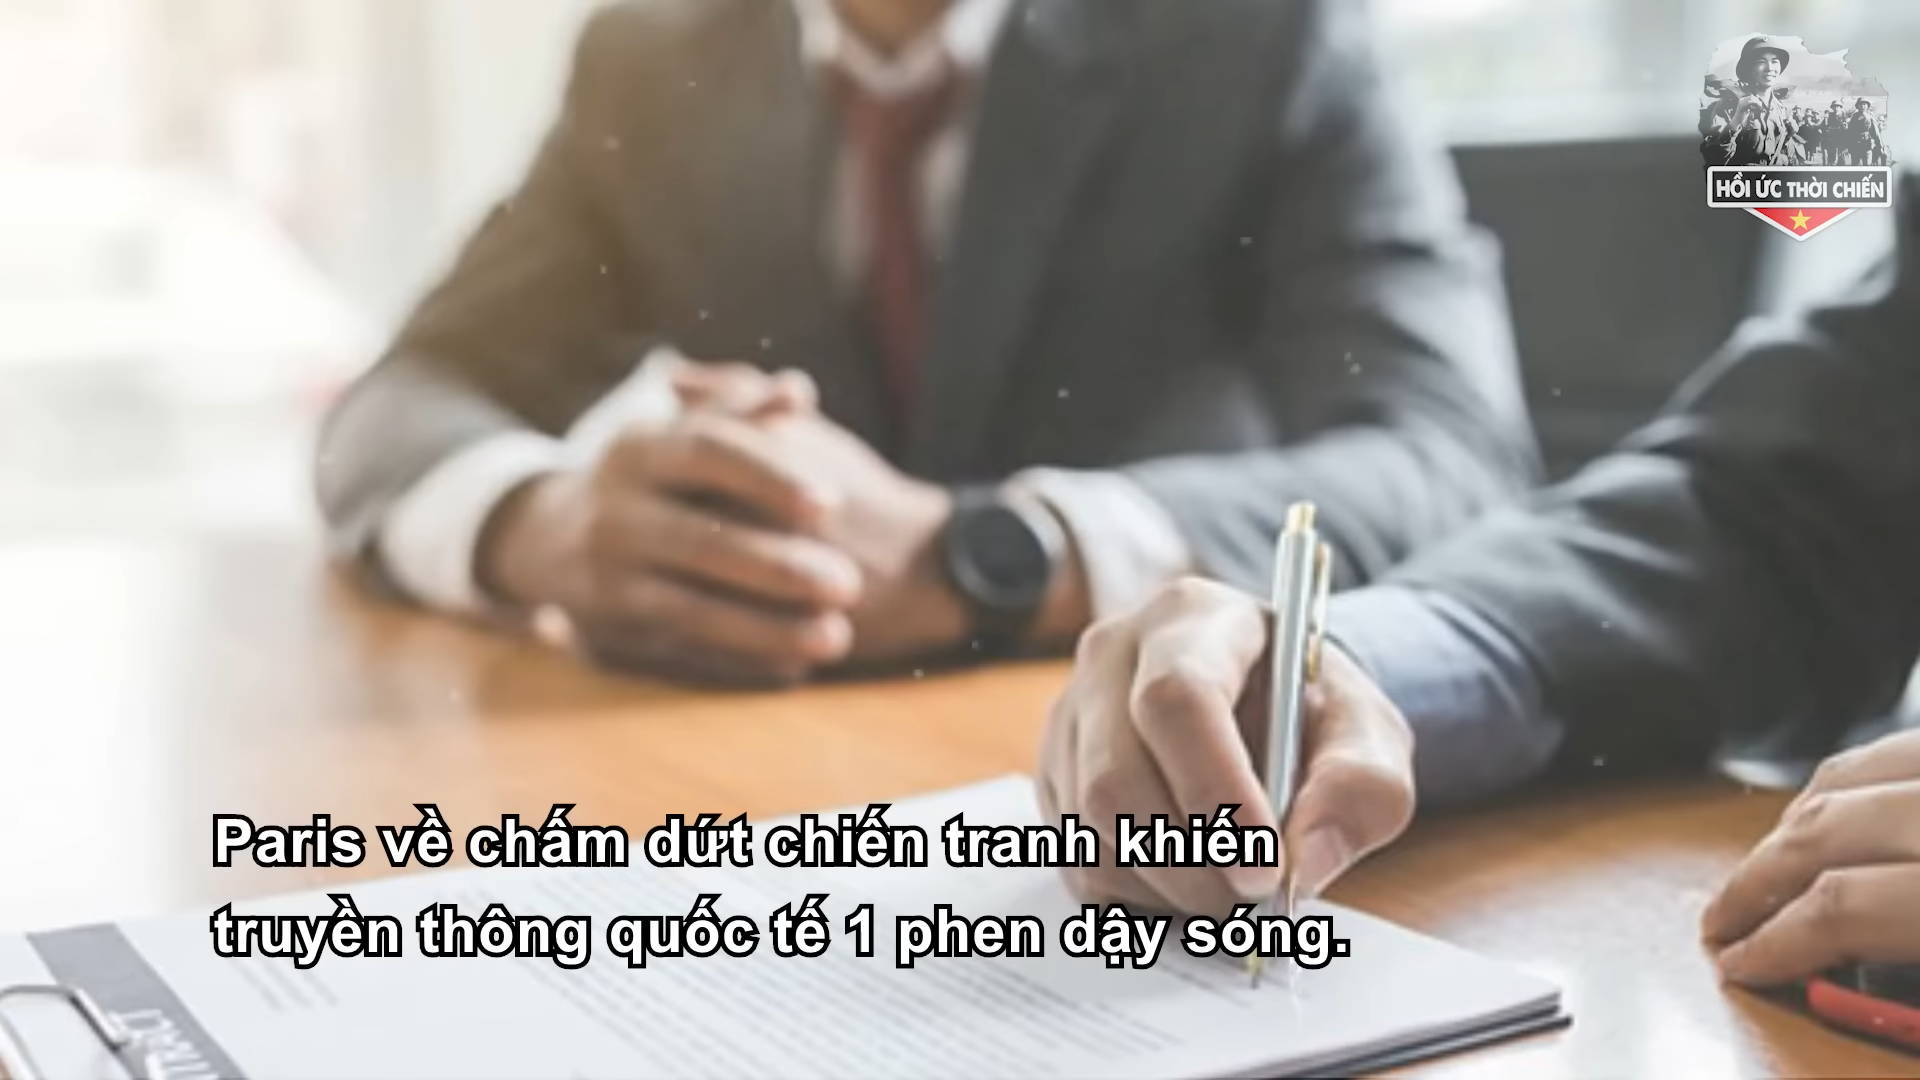 HỒI ỨC THỜI CHIẾN
Paris về chấm dứt chiến tranh khiến
truyền thông quốc tế 1 phen dậy sóng.